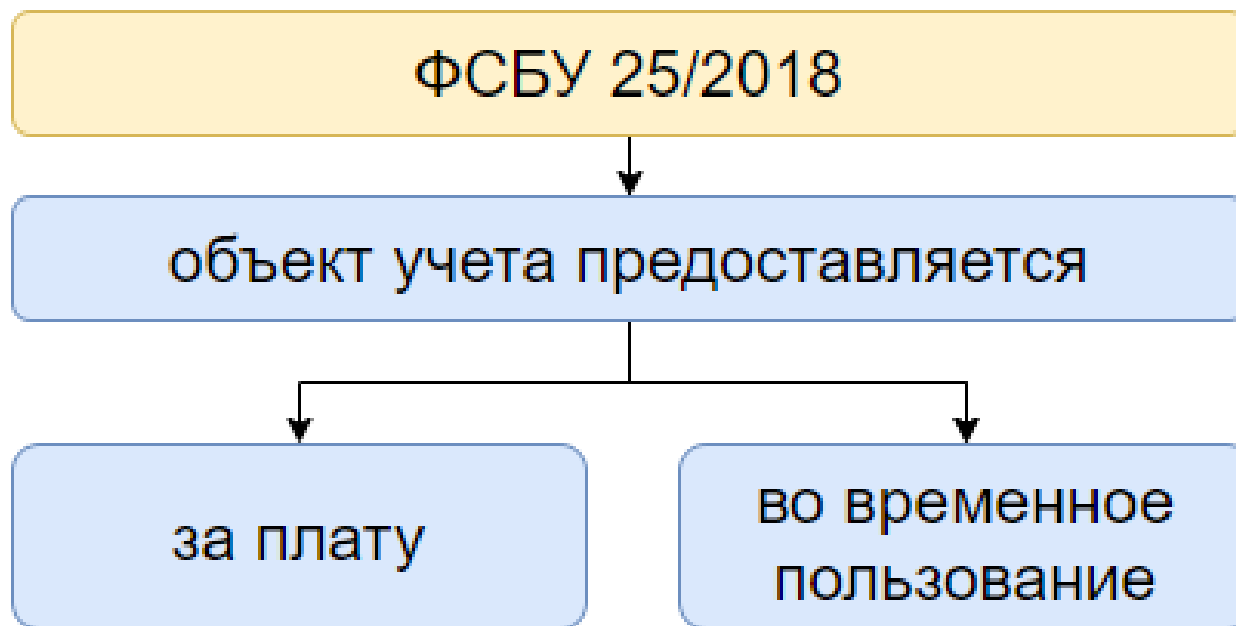 ФСБУ 25/2018
объект учета предоставляется
за плату
во временное
пользование